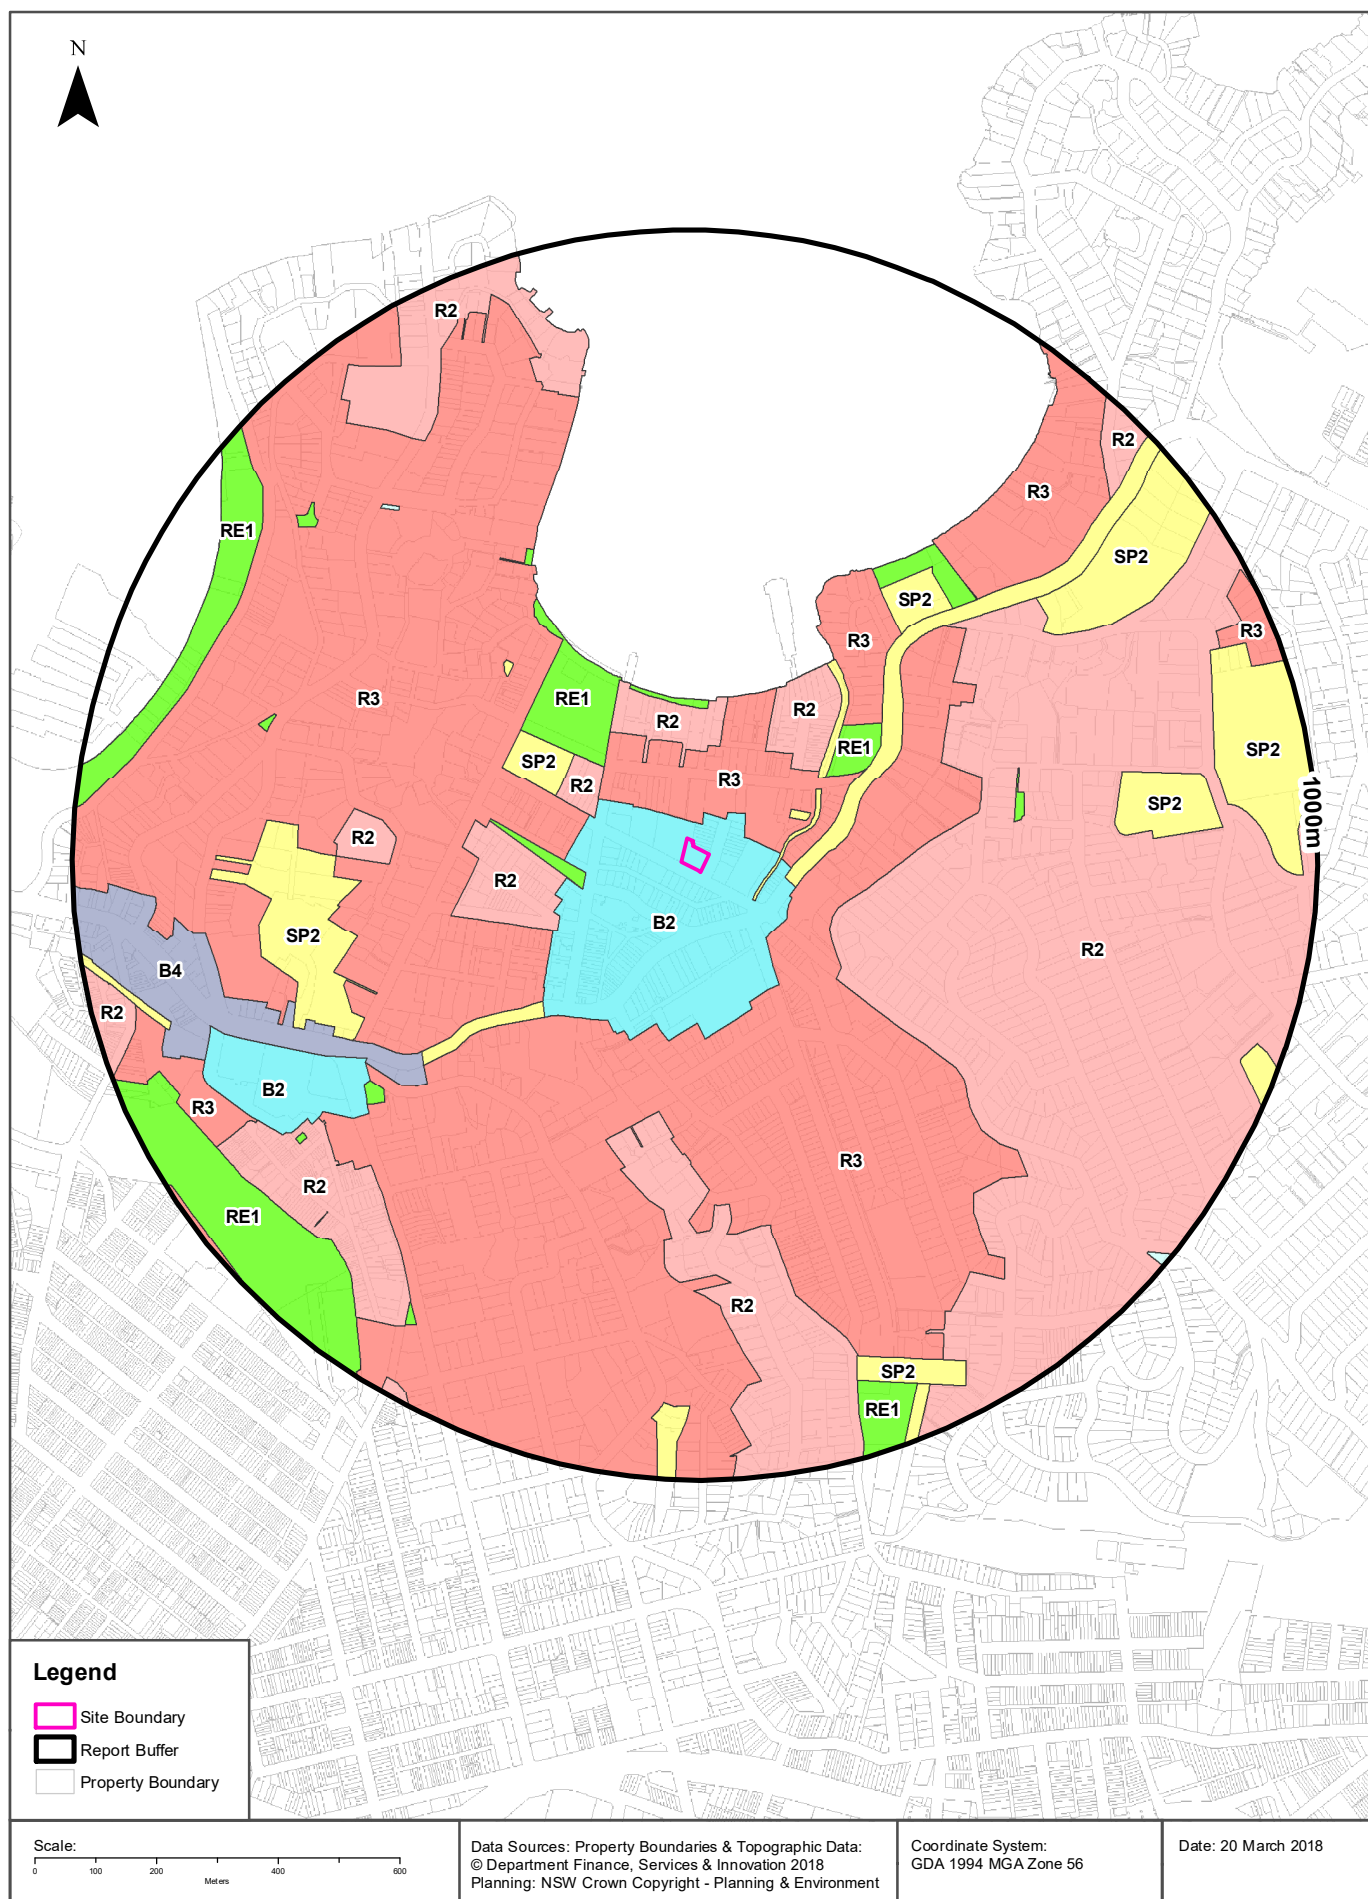 N
R2
R2
R3
RE1
SP2
SP2
R3
R3
R3
RE1
R2
R2
RE1
SP2
SP2
R2
R3
1000m
SP2
R2
R2
B2
SP2
R2
B4
R2
B2
R3
R3
R2
RE1
R2
SP2
RE1
Legend
Site Boundary
Report Buffer
Property Boundary
Scale:
0 100 200 400 600
Meters
Data Sources: Property Boundaries & Topographic Data:
© Department Finance, Services & Innovation 2018
Planning: NSW Crown Copyright - Planning & Environment
Coordinate System:
GDA 1994 MGA Zone 56
Date: 20 March 2018